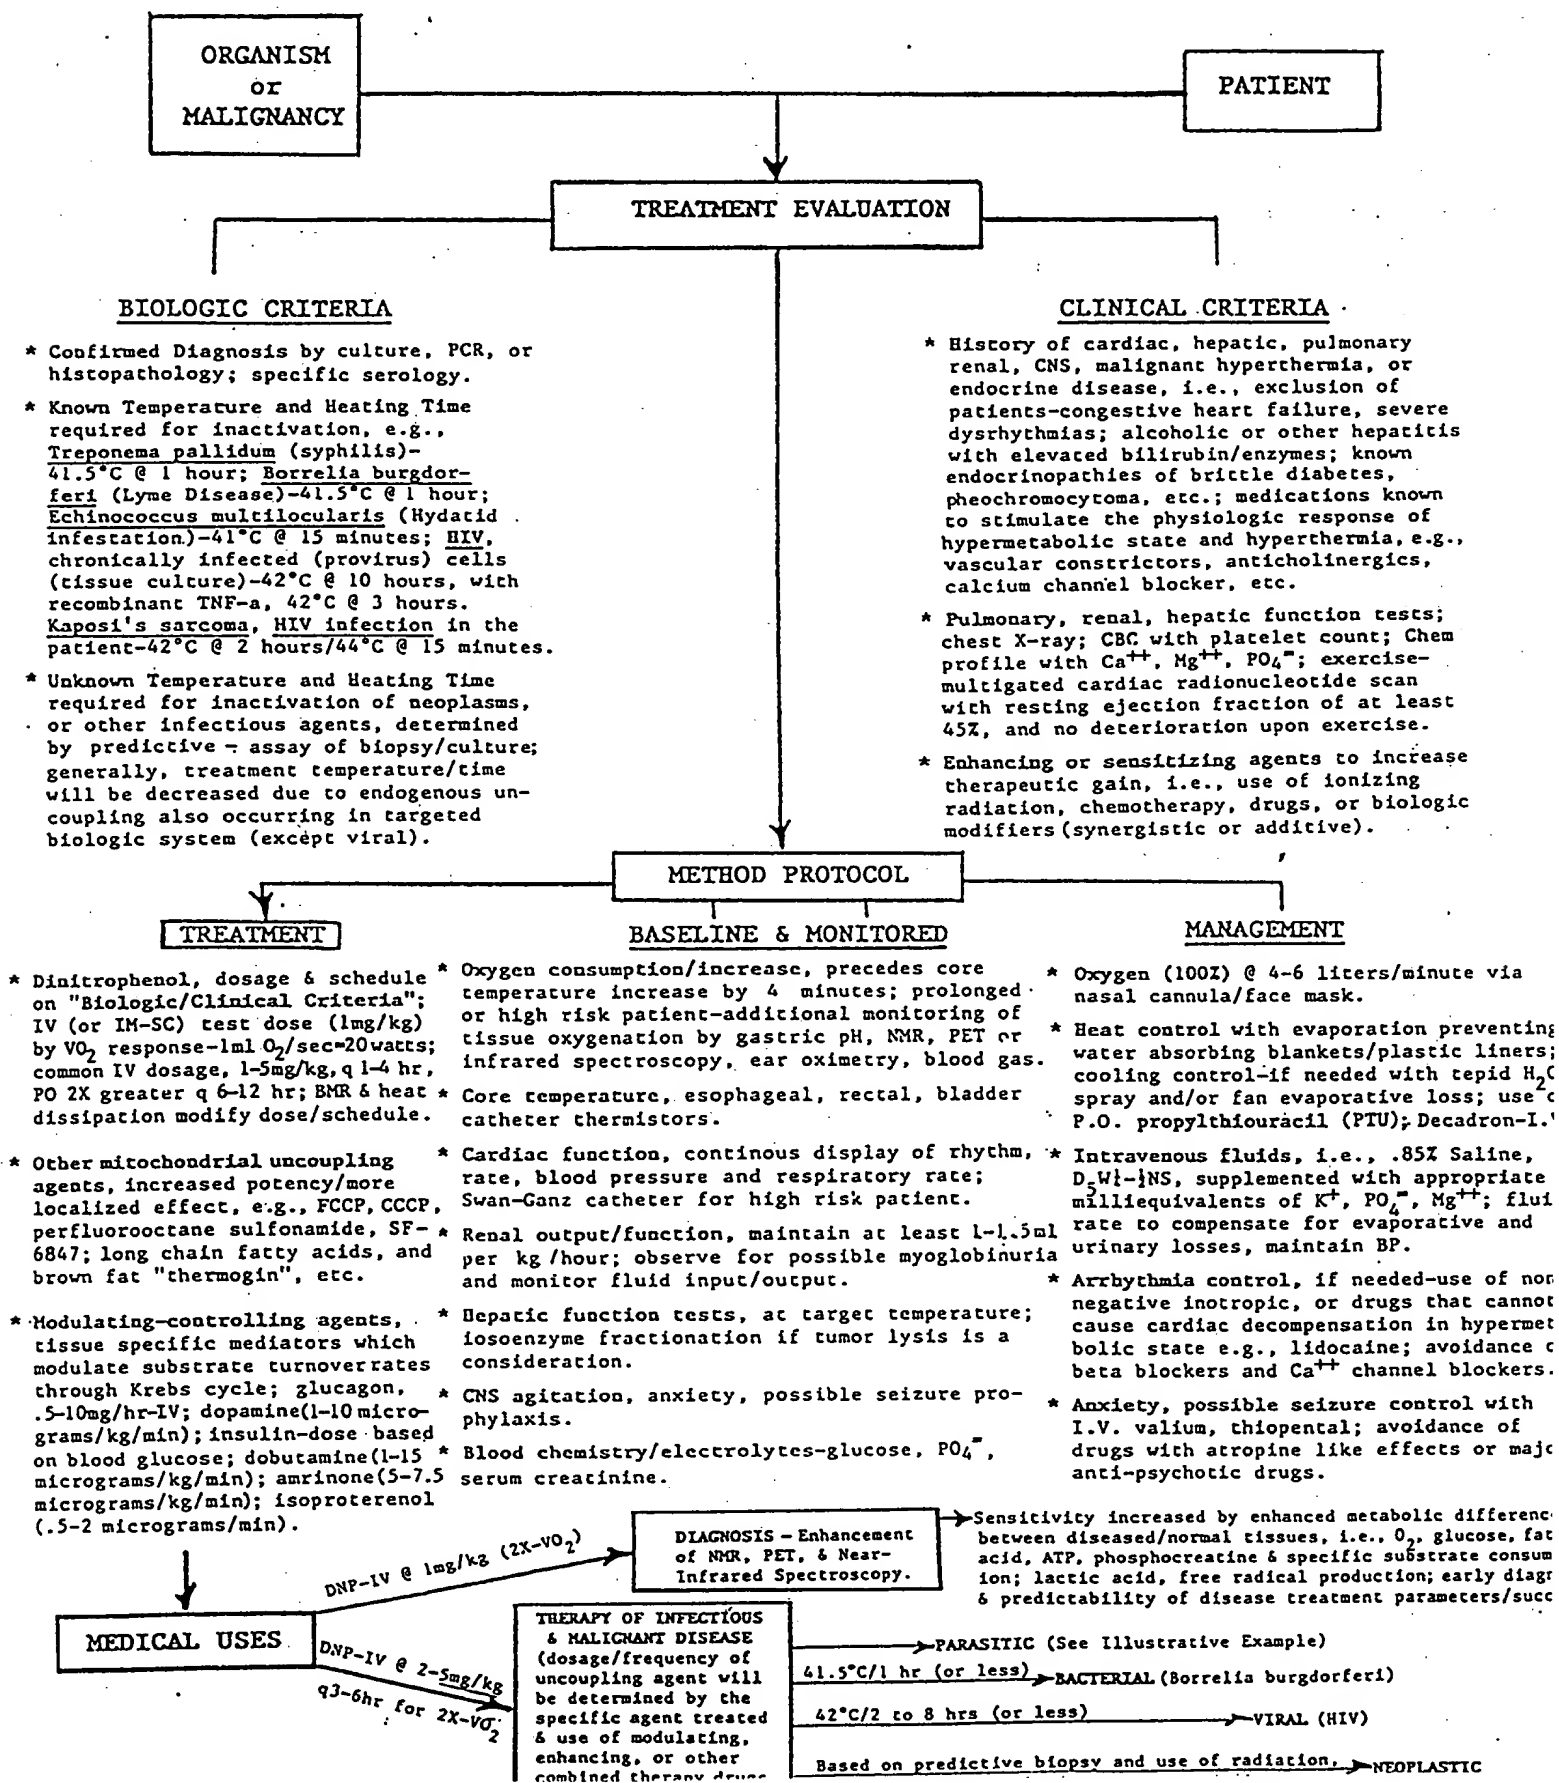 ORGANISM
or
MALIGNANCY
PATIENT
TREATMENT EVALUATION
BIOLOGIC CRITERIA
* Confirmed Diagnosis by culture, PCR, or
histopathology; specific serology.
* Known Temperature and Heating Time
required for inactivation, e.g.,
Treponema pallidum (syphilis)-
41.5°C @ 1 hour; Borrelia burgdor-
feri (Lyme Disease)-41.5°C @ 1 hour;
Echinococcus multilocularis (Hydatid
infestation)-41°C @ 15 minutes; HIV,
chronically infected (provirus) cells
(tissue culture)-42°C @ 10 hours, with
recombinant TNF-a, 42°C @ 3 hours.
Kaposi's sarcoma, HIV infection in the
patient-42°C @ 2 hours/44°C @ 15 minutes.
* Unknown Temperature and Heating Time
required for inactivation of neoplasms,
or other infectious agents, determined
by predictive - assay of biopsy/culture;
generally, treatment temperature/time
will be decreased due to endogenous un-
coupling also occurring in targeted
biologic system (except viral).
CLINICAL CRITERIA
* History of cardiac, hepatic, pulmonary
renal, CNS, malignant hyperthermia, or
endocrine disease, i.e., exclusion of
patients-congestive heart failure, severe
dysrhythmias; alcoholic or other hepatitis
with elevated bilirubin/enzymes; known
endocrinopathies of brittle diabetes,
pheochromocytoma, etc.; medications known
to stimulate the physiologic response of
hypermetabolic state and hyperthermia, e.g.,
vascular constrictors, anticholinergics,
calcium channel blocker, etc.
* Pulmonary, renal, hepatic function tests;
chest X-ray; CBC with platelet count; Chem
profile with Ca++, Mg++, PO4=; exercise-
multigated cardiac radionucleotide scan
with resting ejection fraction of at least
45%, and no deterioration upon exercise.
* Enhancing or sensitizing agents to increase
therapeutic gain, i.e., use of ionizing
radiation, chemotherapy, drugs, or biologic
modifiers (synergistic or additive).
METHOD PROTOCOL
TREATMENT
* Dinitrophenol, dosage & schedule
on "Biologic/Clinical Criteria";
IV (or IM-SC) test dose (1mg/kg)
by VO2 response-1ml O2/sec=20watts;
common IV dosage, 1-5mg/kg, q 1-4 hr,
PO 2X greater q 6-12 hr; BMR & heat
dissipation modify dose/schedule.
* Other mitochondrial uncoupling
agents, increased potency/more
localized effect, e.g., FCCP, CCCP,
perfluorooctane sulfonamide, SF-
6847; long chain fatty acids, and
brown fat "thermogin", etc.
* Modulating-controlling agents,
tissue specific mediators which
modulate substrate turnover rates
through Krebs cycle; glucagon,
.5-10mg/hr-IV; dopamine(1-10 micro-
grams/kg/min); insulin-dose based
on blood glucose; dobutamine(1-15
micrograms/kg/min); amrinone(5-7.5
micrograms/kg/min); isoproterenol
(.5-2 micrograms/min).
BASELINE & MONITORED
* Oxygen consumption/increase, precedes core
temperature increase by 4 minutes; prolonged
or high risk patient-additional monitoring of
tissue oxygenation by gastric pH, NMR, PET or
infrared spectroscopy, ear oximetry, blood gas.
* Core temperature, esophageal, rectal, bladder
catheter thermistors.
* Cardiac function, continous display of rhythm,
rate, blood pressure and respiratory rate;
Swan-Ganz catheter for high risk patient.
* Renal output/function, maintain at least 1-1.5ml
per kg/hour; observe for possible myoglobinuria
and monitor fluid input/output.
* Hepatic function tests, at target temperature;
iosoenzyme fractionation if tumor lysis is a
consideration.
* CNS agitation, anxiety, possible seizure pro-
phylaxis.
* Blood chemistry/electrolytes-glucose, PO4=,
serum creatinine.
MANAGEMENT
* Oxygen (100%) @ 4-6 liters/minute via
nasal cannula/face mask.
* Heat control with evaporation preventing
water absorbing blankets/plastic liners;
cooling control-if needed with tepid H2O
spray and/or fan evaporative loss; use
P.O. propylthiouracil (PTU); Decadron-I.
* Intravenous fluids, i.e., .85% Saline,
D5W½-½NS, supplemented with appropriate
milliequivalents of K+, PO4=, Mg++; flui
rate to compensate for evaporative and
urinary losses, maintain BP.
* Arrhythmia control, if needed-use of non
negative inotropic, or drugs that cannot
cause cardiac decompensation in hypermet
bolic state e.g., lidocaine; avoidance
beta blockers and Ca++ channel blockers.
* Anxiety, possible seizure control with
I.V. valium, thiopental; avoidance of
drugs with atropine like effects or majo
anti-psychotic drugs.
MEDICAL USES
DNP-IV @ 1mg/kg (2X-VO2)
DIAGNOSIS - Enhancement
of NMR, PET, & Near-
Infrared Spectroscopy.
Sensitivity increased by enhanced metabolic differenc
between diseased/normal tissues, i.e., O2, glucose, fat
acid, ATP, phosphocreatine & specific substrate consum
ion; lactic acid, free radical production; early diagn
& predictability of disease treatment parameters/succ
DNP-IV @ 2-5mg/kg
q3-6hr for 2X-VO2
THERAPY OF INFECTIOUS
& MALIGNANT DISEASE
(dosage/frequency of
uncoupling agent will
be determined by the
specific agent treated
& use of modulating,
enhancing, or other
combined therapy drugs
PARASITIC (See Illustrative Example)
41.5°C/1 hr (or less) BACTERIAL (Borrelia burgdorferi)
42°C/2 to 8 hrs (or less) VIRAL (HIV)
Based on predictive biopsy and use of radiation, NEOPLASTIC